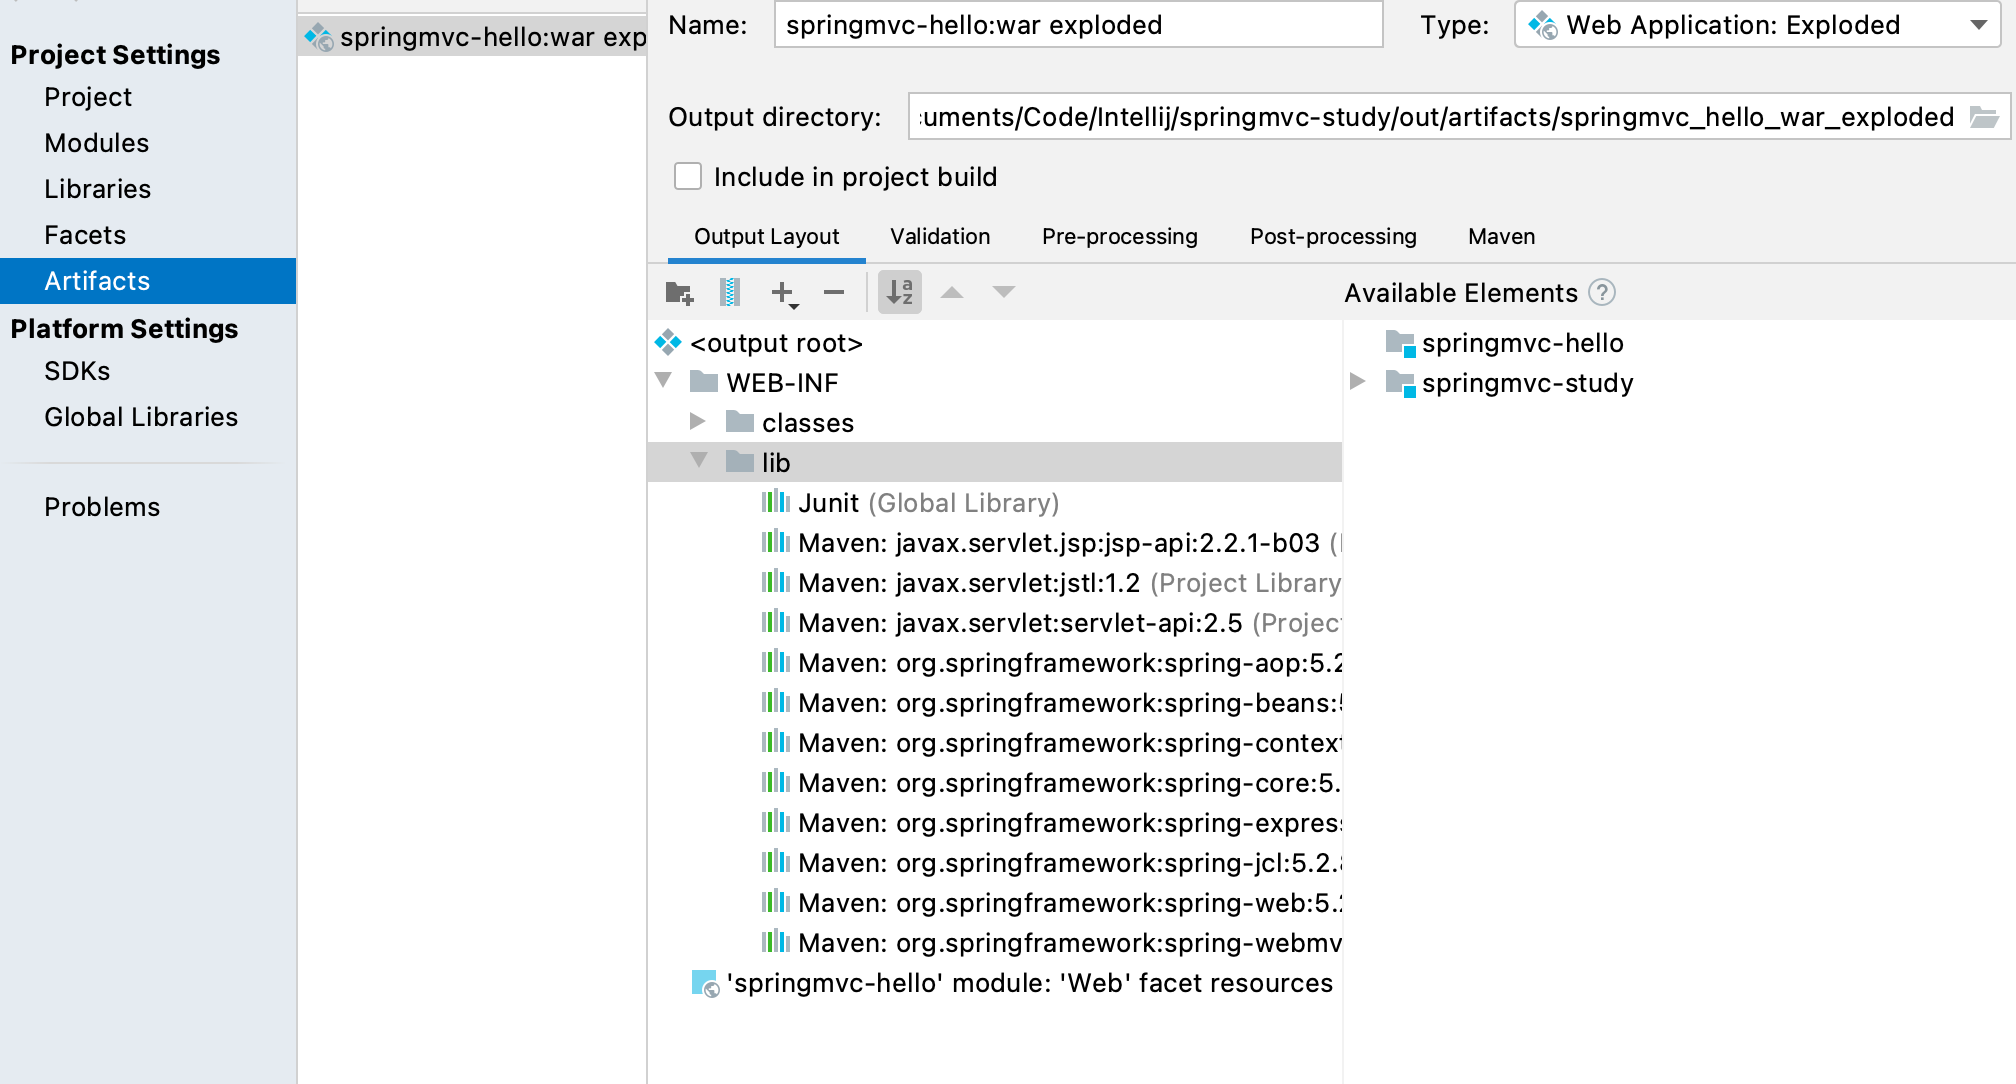 Project Settings
Project
Modules
Libraries
Facets
Artifacts
Platform Settings
SDKs
Global Libraries
Problems
springmvc-hello:war exp
Name: springmvc-hello:war exploded
Type: Web Application: Exploded
Output directory: cuments/Code/Intellij/springmvc-study/out/artifacts/springmvc_hello_war_exploded
Include in project build
Output Layout Validation Pre-processing Post-processing Maven
Available Elements ?
<output root>
WEB-INF
classes
lib
Junit (Global Library)
Maven: javax.servlet.jsp:jsp-api:2.2.1-b03 (
Maven: javax.servlet:jstl:1.2 (Project Library
Maven: javax.servlet:servlet-api:2.5 (Projec
Maven: org.springframework:spring-aop:5.2
Maven: org.springframework:spring-beans:5
Maven: org.springframework:spring-context
Maven: org.springframework:spring-core:5.
Maven: org.springframework:spring-express
Maven: org.springframework:spring-jcl:5.2.8
Maven: org.springframework:spring-web:5.2
Maven: org.springframework:spring-webmv
'springmvc-hello' module: 'Web' facet resources
springmvc-hello
springmvc-study